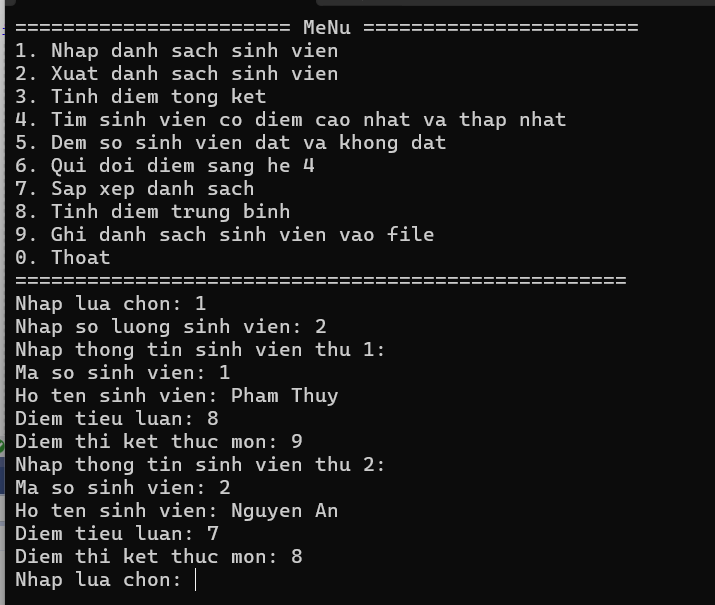 ======================= MeNu =======================
1. Nhap danh sach sinh vien
2. Xuat danh sach sinh vien
3. Tinh diem tong ket
4. Tim sinh vien co diem cao nhat va thap nhat
5. Dem so sinh vien dat va khong dat
6. Qui doi diem sang he 4
7. Sap xep danh sach
8. Tinh diem trung binh
9. Ghi danh sach sinh vien vao file
0. Thoat
===================================================
Nhap lua chon: 1
Nhap so luong sinh vien: 2
Nhap thong tin sinh vien thu 1:
Ma so sinh vien: 1
Ho ten sinh vien: Pham Thuy
Diem tieu luan: 8
Diem thi ket thuc mon: 9
Nhap thong tin sinh vien thu 2:
Ma so sinh vien: 2
Ho ten sinh vien: Nguyen An
Diem tieu luan: 7
Diem thi ket thuc mon: 8
Nhap lua chon: